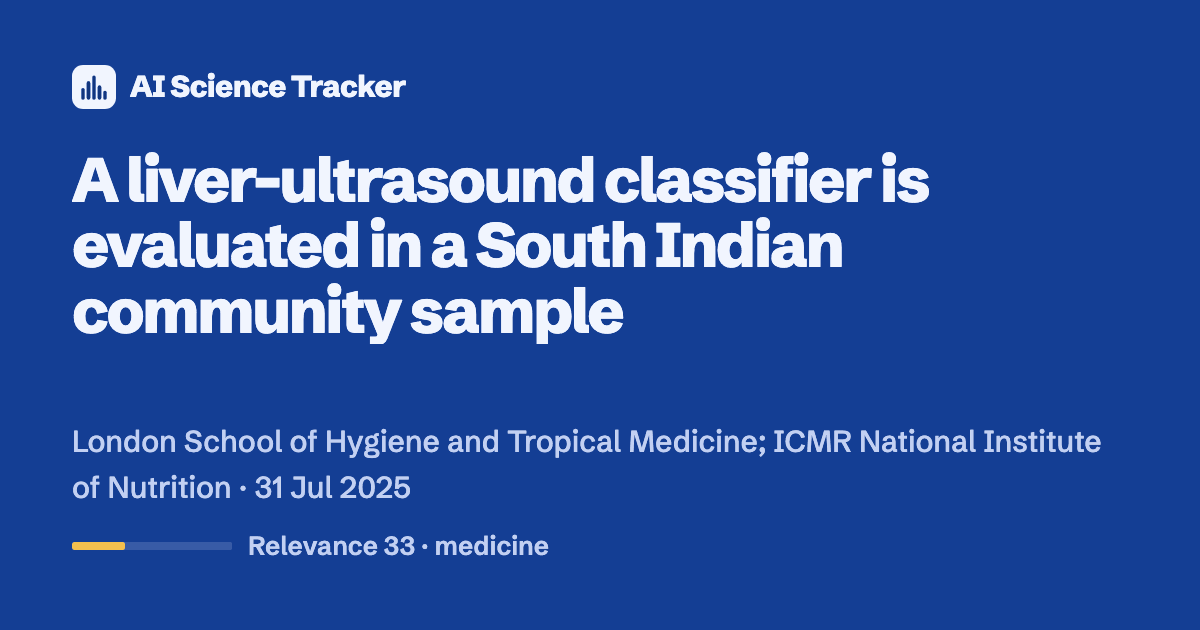 AI Science Tracker
A liver-ultrasound classifier is
evaluated in a South Indian
community sample
London School of Hygiene and Tropical Medicine; ICMR National Institute
of Nutrition · 31 Jul 2025
Relevance 33 · medicine